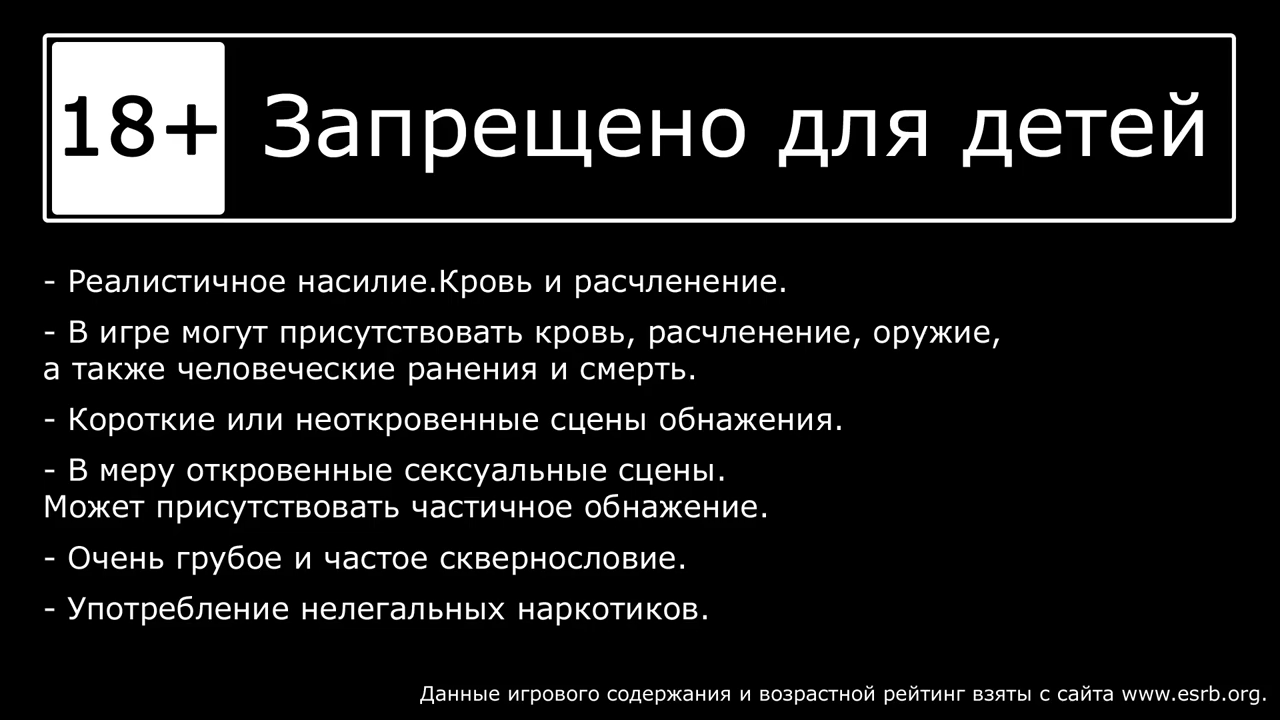 18+ Запрещено для детей
- Реалистичное насилие.Кровь и расчленение.
- В игре могут присутствовать кровь, расчленение, оружие,
а также человеческие ранения и смерть.
- Короткие или неоткровенные сцены обнажения.
- В меру откровенные сексуальные сцены.
Может присутствовать частичное обнажение.
- Очень грубое и частое сквернословие.
- Употребление нелегальных наркотиков.
Данные игрового содержания и возрастной рейтинг взяты с сайта www.esrb.org.